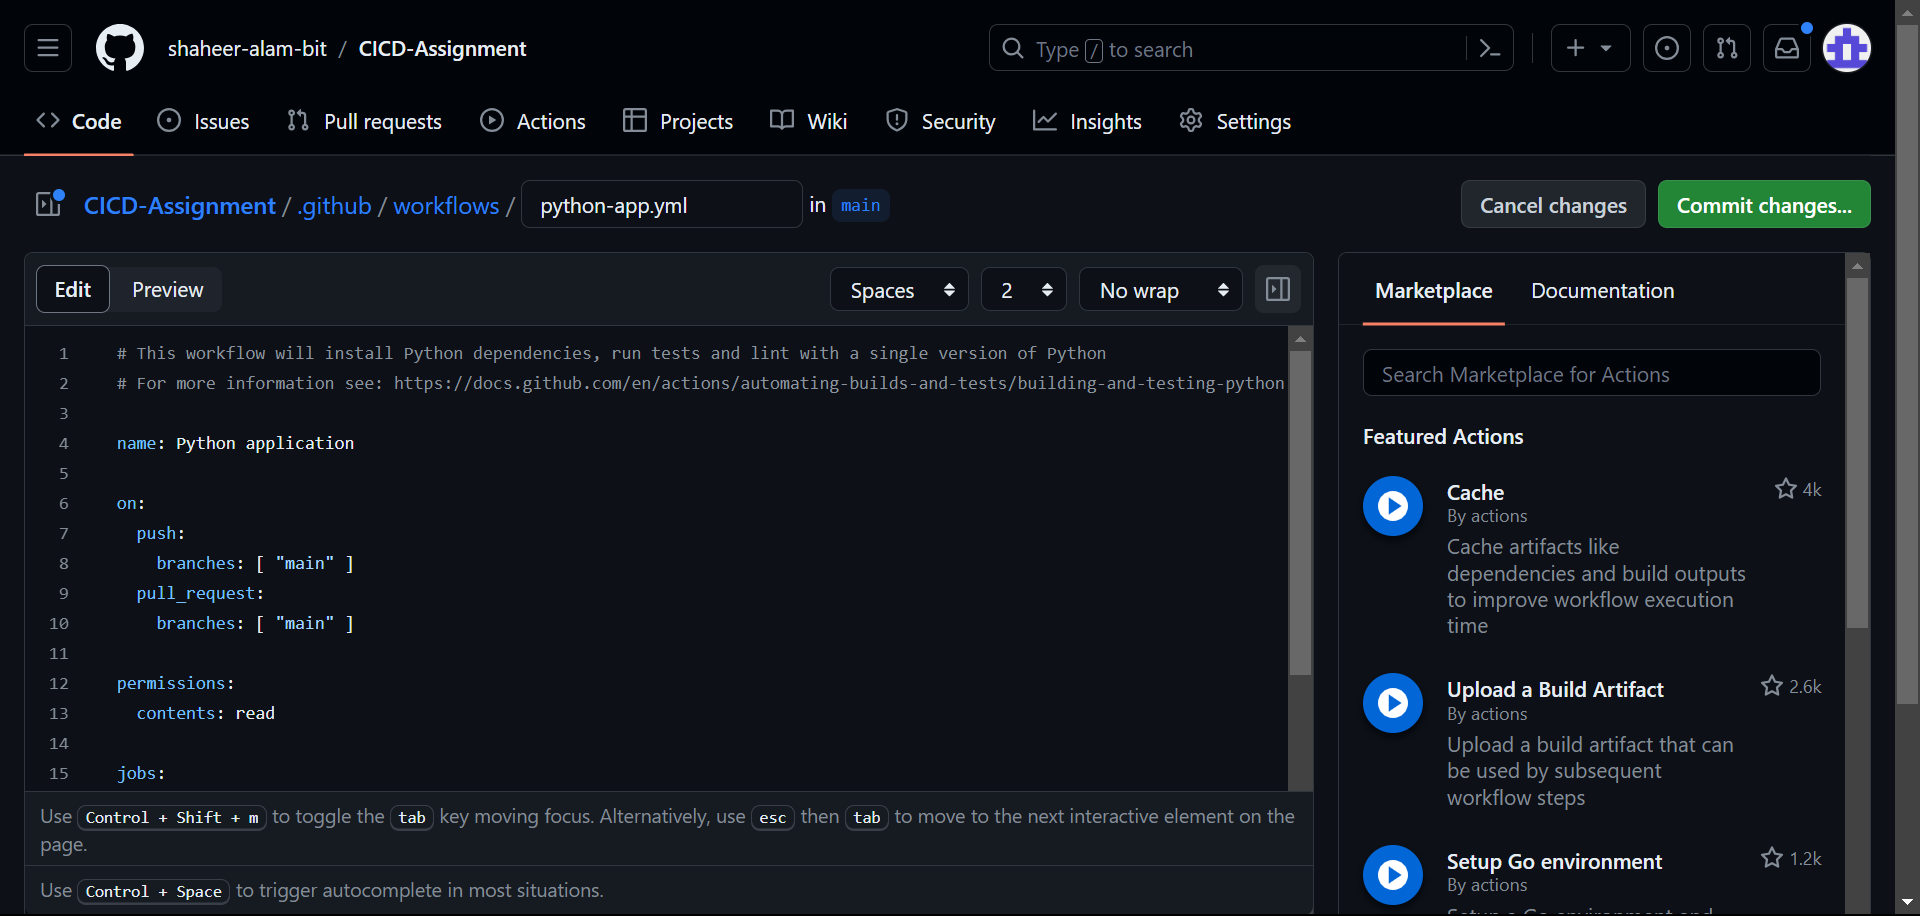 shaheer-alam-bit / CICD-Assignment
Type / to search
Code
Issues
Pull requests
Actions
Projects
Wiki
Security
Insights
Settings
CICD-Assignment / .github / workflows / python-app.yml in main
Cancel changes
Commit changes...
Edit
Preview
Spaces
2
No wrap
1 # This workflow will install Python dependencies, run tests and lint with a single version of Python
2 # For more information see: https://docs.github.com/en/actions/automating-builds-and-tests/building-and-testing-python
3
4 name: Python application
5
6 on:
7 push:
8 branches: [ "main" ]
9 pull_request:
10 branches: [ "main" ]
11
12 permissions:
13 contents: read
14
15 jobs:
Use Control + Shift + m to toggle the tab key moving focus. Alternatively, use esc then tab to move to the next interactive element on the
page.
Use Control + Space to trigger autocomplete in most situations.
Marketplace
Documentation
Search Marketplace for Actions
Featured Actions
Cache
4k
By actions
Cache artifacts like
dependencies and build outputs
to improve workflow execution
time
Upload a Build Artifact
2.6k
By actions
Upload a build artifact that can
be used by subsequent
workflow steps
Setup Go environment
1.2k
By actions